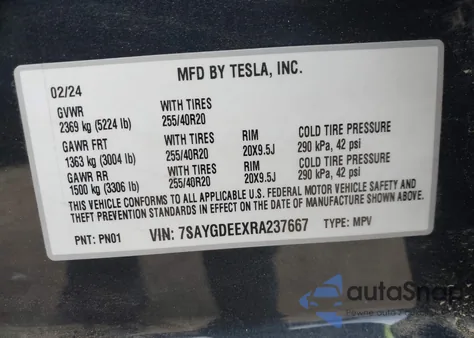 MFD BY TESLA, INC.
02/24
GVWR WITH TIRES
2369 kg (5224 lb) 255/40R20
GAWR FRT WITH TIRES RIM COLD TIRE PRESSURE
1363 kg (3004 lb) 255/40R20 20X9.5J 290 kPa, 42 psi
GAWR RR WITH TIRES RIM COLD TIRE PRESSURE
1500 kg (3306 lb) 255/40R20 20X9.5J 290 kPa, 42 psi
THIS VEHICLE CONFORMS TO ALL APPLICABLE U.S. FEDERAL MOTOR VEHICLE SAFETY AND
THEFT PREVENTION STANDARDS IN EFFECT ON THE DATE OF MANUFACTURE SHOWN ABOVE.
PNT: PN01 VIN: 7SAYGDEEXRA237667 TYPE: MPV
autoSnap